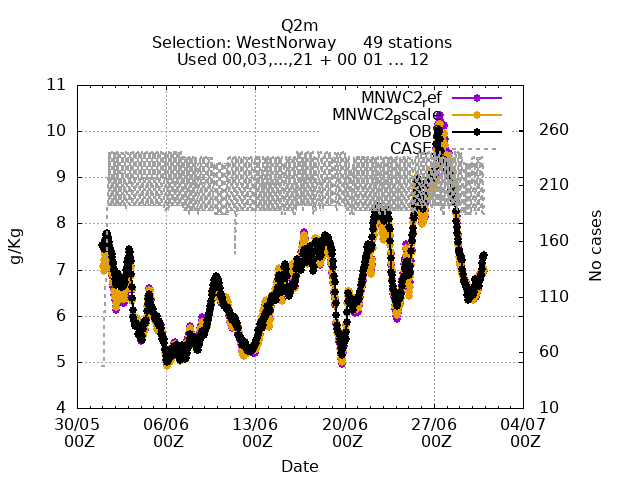 Q2m
Selection: WestNorway 49 stations
Used 00,03,...,21 + 00 01 ... 12
MNWC2ref
MNWC2Bscale
OBS
CASES
g/Kg
11
10
9
8
7
6
5
4
260
210
160
110
60
10
No cases
30/05 06/06 13/06 20/06 27/06 04/07
00Z 00Z 00Z 00Z 00Z 00Z
Date